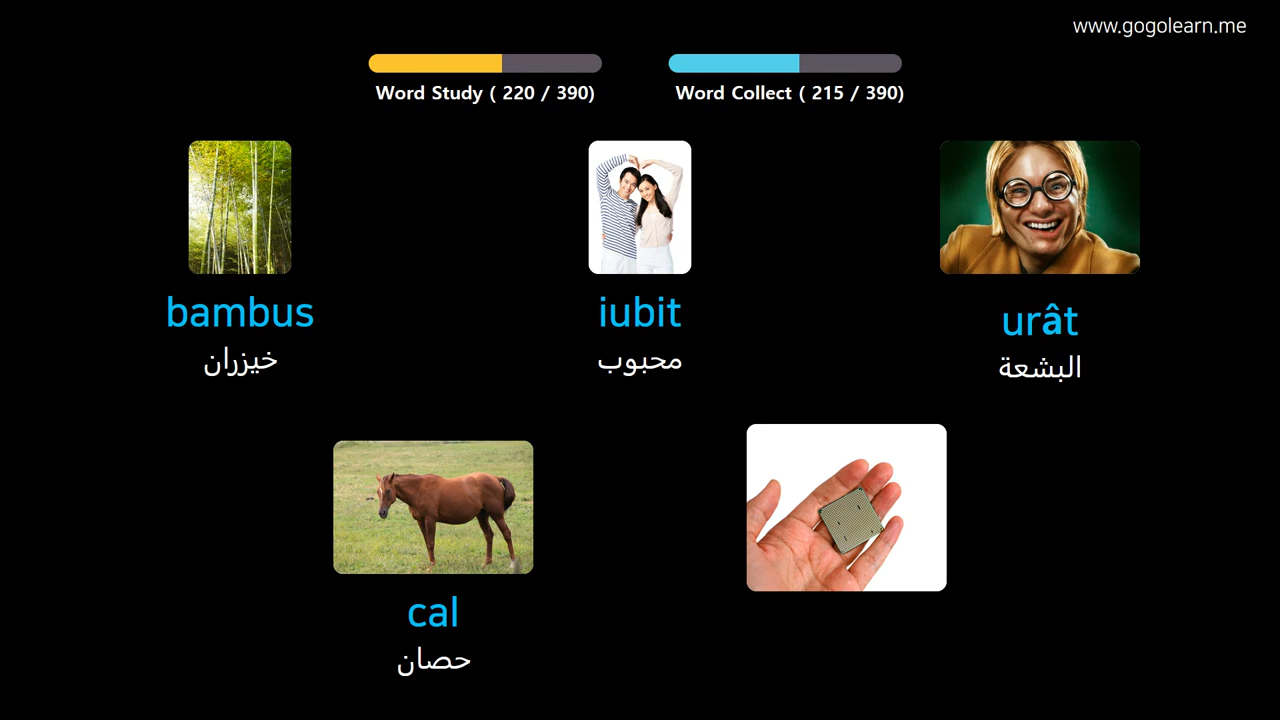 www.gogolearn.me
Word Study ( 220 / 390)
Word Collect ( 215 / 390)
bambus
خيزران
iubit
محبوب
urât
البشعة
cal
حصان